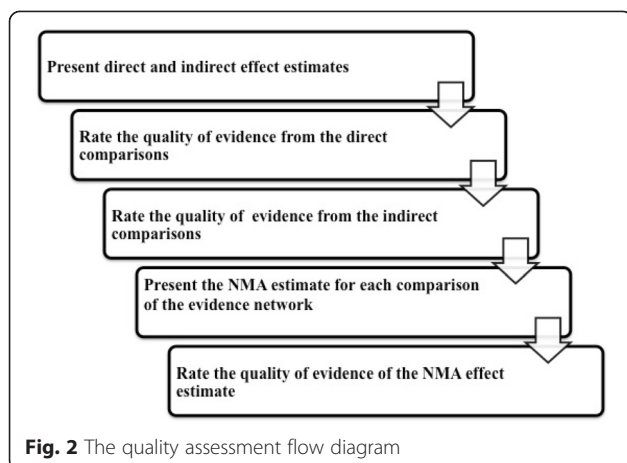 Present direct and indirect effect estimates
Rate the quality of evidence from the direct
comparisons
Rate the quality of evidence from the indirect
comparisons
Present the NMA estimate for each comparison
of the evidence network
Rate the quality of evidence of the NMA effect
estimate
Fig. 2 The quality assessment flow diagram